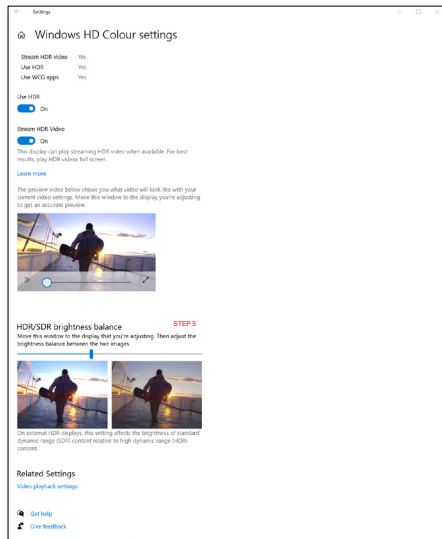 Settings
Windows HD Colour settings
Stream HDR video Yes
Use HDR Yes
Use WCG apps Yes
Use HDR
On
Stream HDR Video
On
This display can play streaming HDR video when available. For best
results, play HDR videos full screen.
Learn more
The preview video below shows you what video will look like with your
current video settings. Move this window to the display you're adjusting
to get an accurate preview.
HDR/SDR brightness balance
STEP 5
Move this window to the display that you're adjusting. Then adjust the
brightness balance between the two images.
On external HDR displays, this setting affects the brightness of standard
dynamic range (SDR) content relative to high dynamic range (HDR)
content.
Related Settings
Video playback settings
Get help
Give feedback